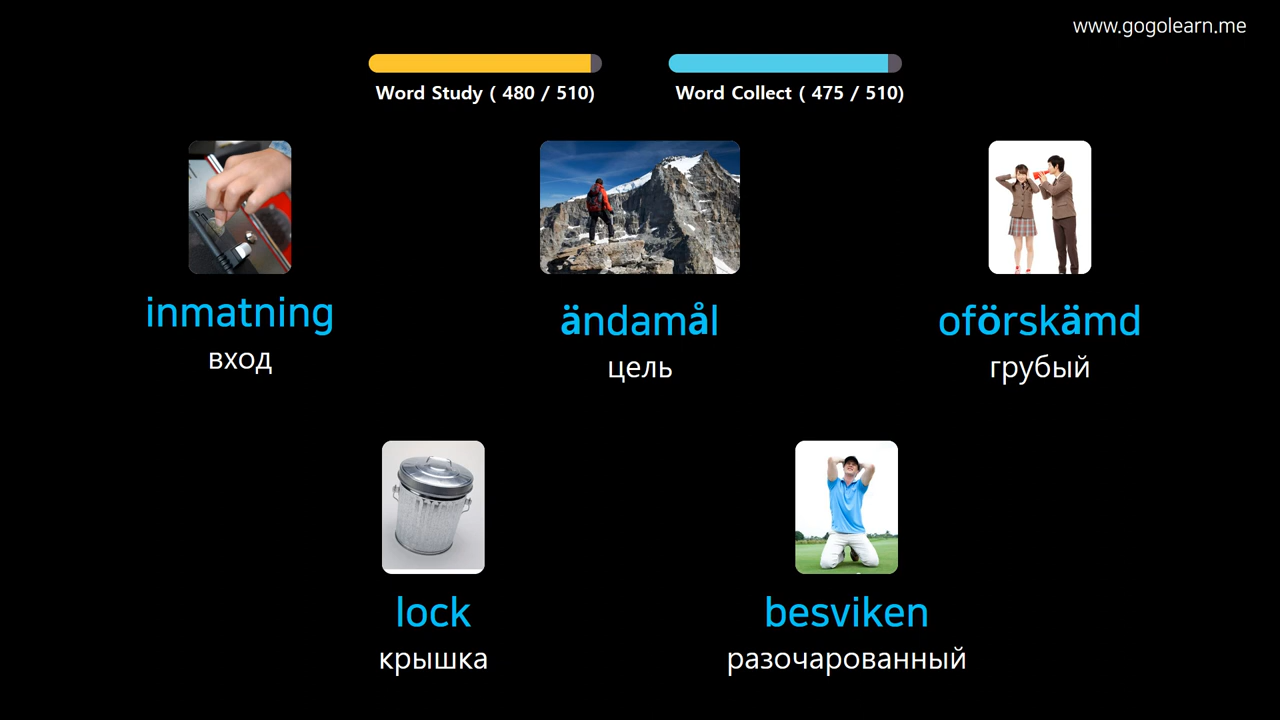 www.gogolearn.me
Word Study ( 480 / 510)
Word Collect ( 475 / 510)
inmatning
вход
ändamål
цель
oförskämd
грубый
lock
крышка
besviken
разочарованный